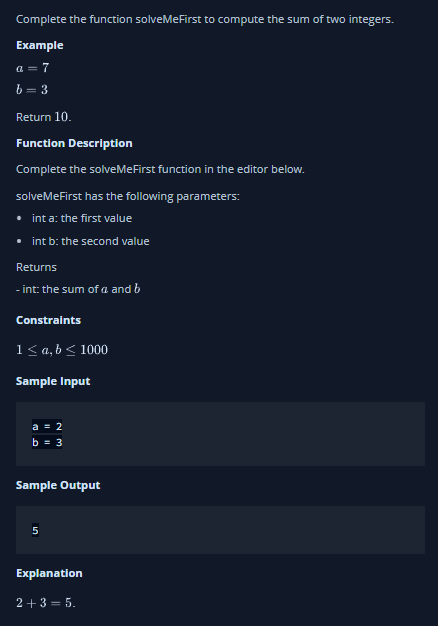 Complete the function solveMeFirst to compute the sum of two integers.
Example
a = 7
b = 3
Return 10.
Function Description
Complete the solveMeFirst function in the editor below.
solveMeFirst has the following parameters:
• int a: the first value
• int b: the second value
Returns
- int: the sum of a and b
Constraints
1 ≤ a, b ≤ 1000
Sample Input
a = 2
b = 3
Sample Output
5
Explanation
2 + 3 = 5.